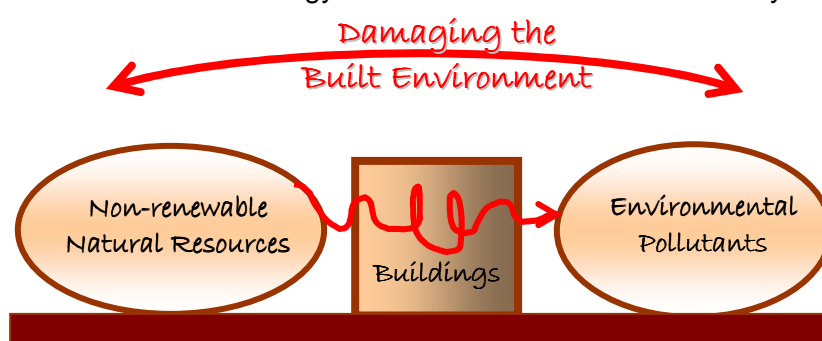 Damaging the
Built Environment
Non-renewable
Natural Resources
Buildings
Environmental
Pollutants